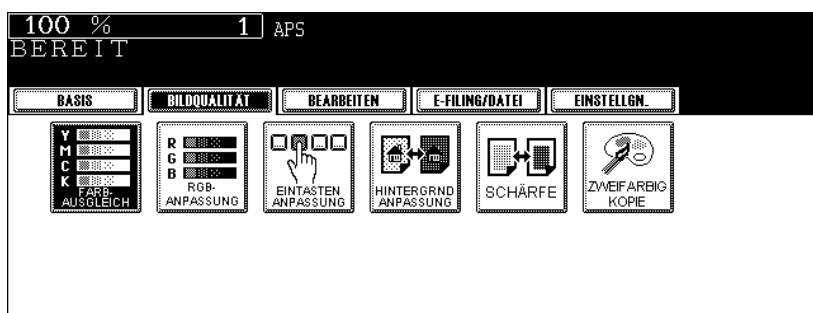 100 % 1 APS
BEREIT
BASIS BILDQUALITÄT BEARBEITEN E-FILING/DATEI EINSTELLGN.
Y
M
C
K
FARB-
AUSGLEICH
R
G
B
RGB-
ANPASSUNG
EINTASTEN
ANPASSUNG
HINTERGRND
ANPASSUNG
SCHÄRFE
ZWEIFARBIG
KOPIE